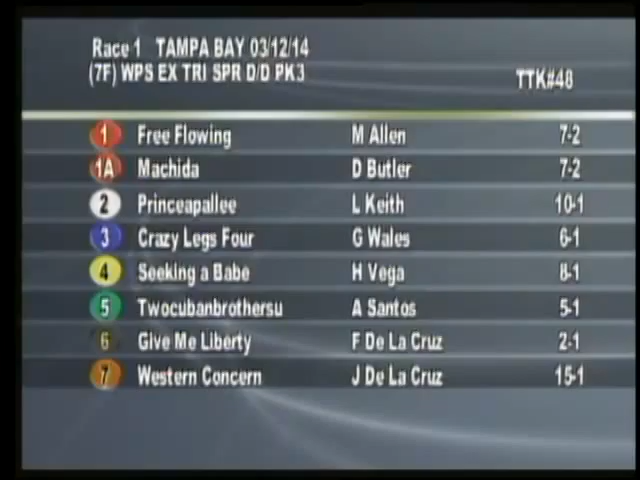 Race 1 TAMPA BAY 03/12/14
(7F) WPS EX TRI SPR D/D PK3
TTK#48
1 Free Flowing M Allen 7-2
1A Machida D Butler 7-2
2 Princeapallee L Keith 10-1
3 Crazy Legs Four G Wales 6-1
4 Seeking a Babe H Vega 8-1
5 Twocubanbrothersu A Santos 5-1
6 Give Me Liberty F De La Cruz 2-1
7 Western Concern J De La Cruz 15-1